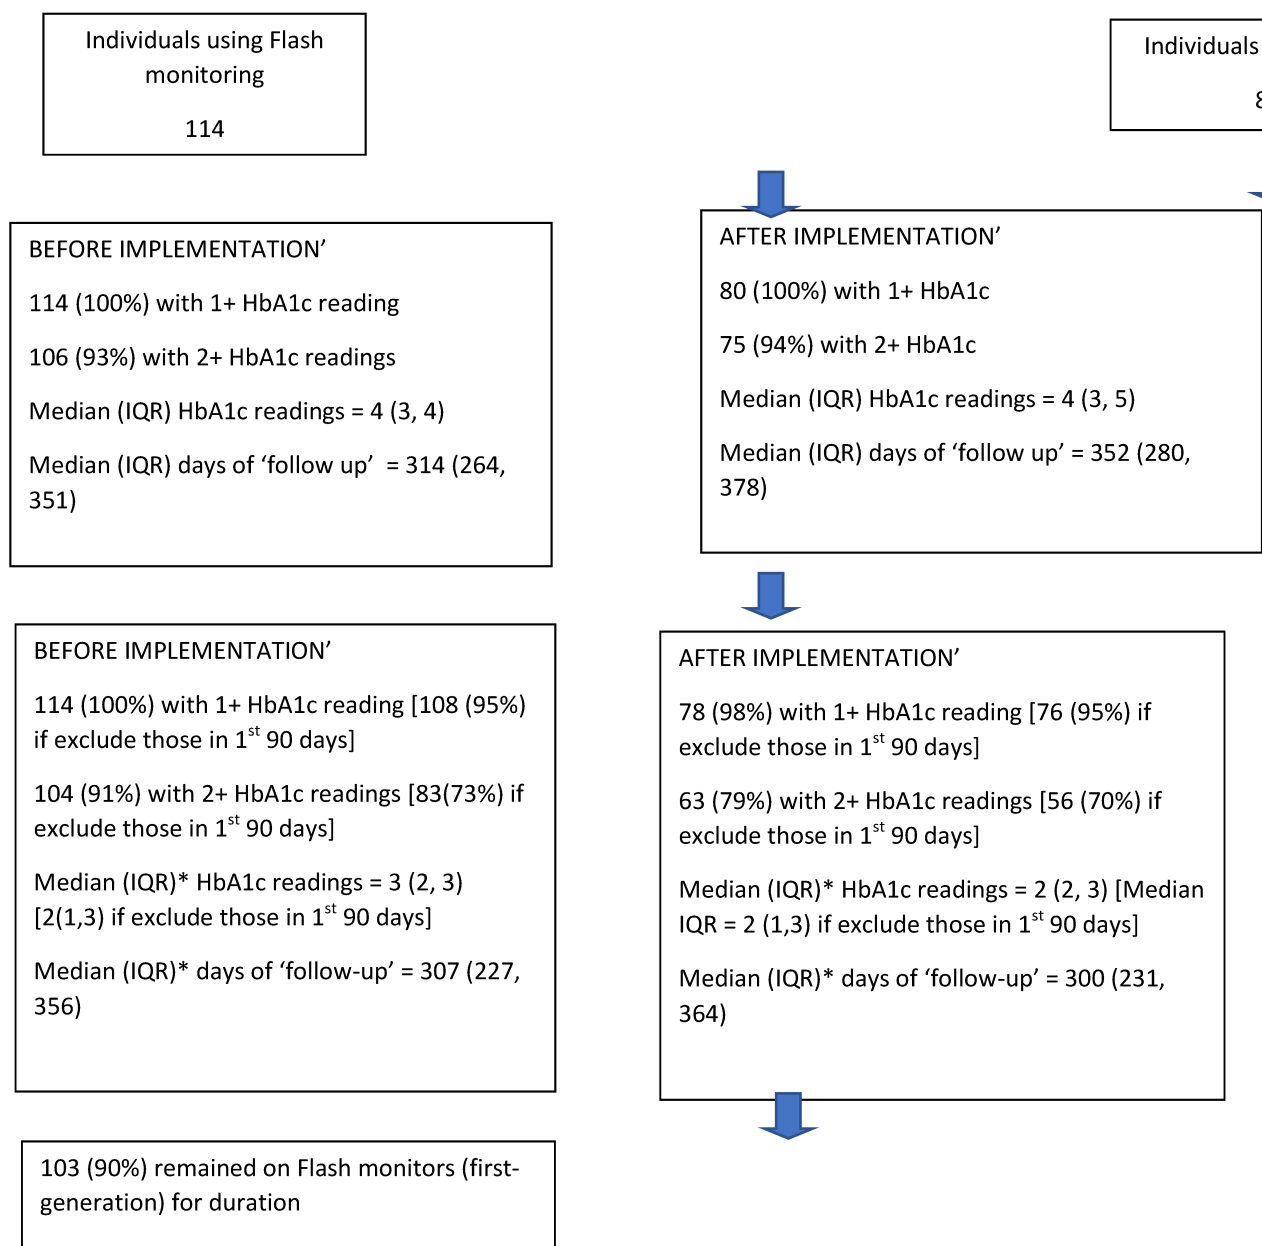 Individuals using Flash
monitoring
114
Individuals
8
BEFORE IMPLEMENTATION’
114 (100%) with 1+ HbA1c reading
106 (93%) with 2+ HbA1c readings
Median (IQR) HbA1c readings = 4 (3, 4)
Median (IQR) days of ‘follow up’ = 314 (264,
351)
AFTER IMPLEMENTATION’
80 (100%) with 1+ HbA1c
75 (94%) with 2+ HbA1c
Median (IQR) HbA1c readings = 4 (3, 5)
Median (IQR) days of ‘follow up’ = 352 (280,
378)
BEFORE IMPLEMENTATION’
114 (100%) with 1+ HbA1c reading [108 (95%)
if exclude those in 1st 90 days]
104 (91%) with 2+ HbA1c readings [83(73%) if
exclude those in 1st 90 days]
Median (IQR)* HbA1c readings = 3 (2, 3)
[2(1,3) if exclude those in 1st 90 days]
Median (IQR)* days of ‘follow-up’ = 307 (227,
356)
AFTER IMPLEMENTATION’
78 (98%) with 1+ HbA1c reading [76 (95%) if
exclude those in 1st 90 days]
63 (79%) with 2+ HbA1c readings [56 (70%) if
exclude those in 1st 90 days]
Median (IQR)* HbA1c readings = 2 (2, 3) [Median
IQR = 2 (1,3) if exclude those in 1st 90 days]
Median (IQR)* days of ‘follow-up’ = 300 (231,
364)
103 (90%) remained on Flash monitors (first-
generation) for duration